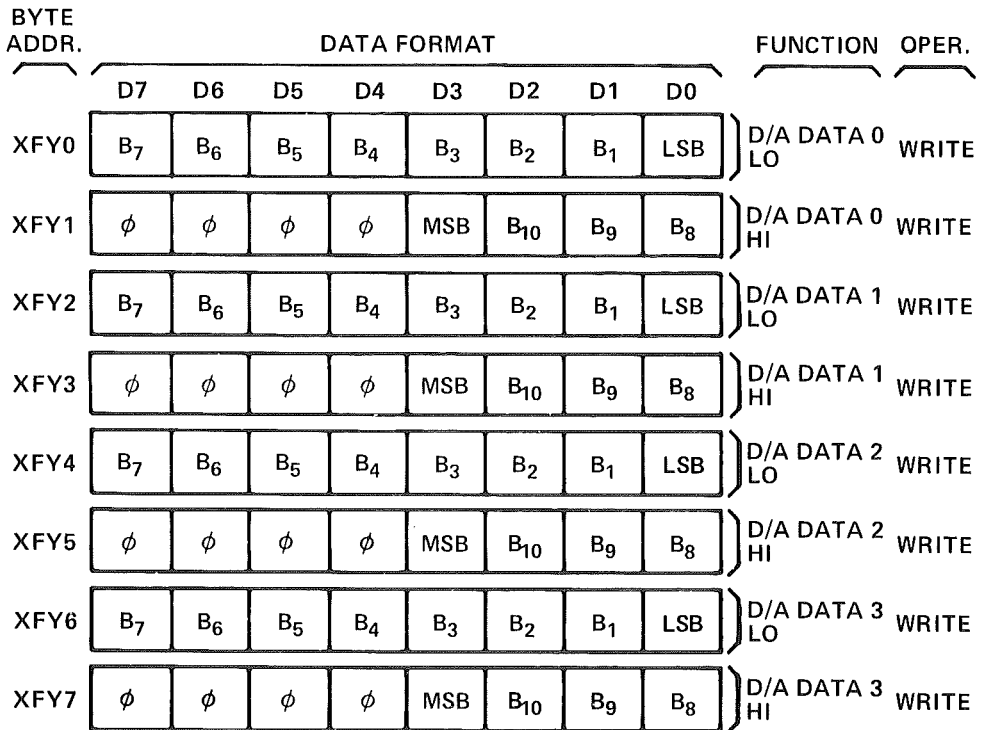 BYTE
ADDR. DATA FORMAT FUNCTION OPER.
D7 D6 D5 D4 D3 D2 D1 D0
XFY0 B7 B6 B5 B4 B3 B2 B1 LSB D/A DATA 0 LO WRITE
XFY1 ϕ ϕ ϕ ϕ MSB B10 B9 B8 D/A DATA 0 HI WRITE
XFY2 B7 B6 B5 B4 B3 B2 B1 LSB D/A DATA 1 LO WRITE
XFY3 ϕ ϕ ϕ ϕ MSB B10 B9 B8 D/A DATA 1 HI WRITE
XFY4 B7 B6 B5 B4 B3 B2 B1 LSB D/A DATA 2 LO WRITE
XFY5 ϕ ϕ ϕ ϕ MSB B10 B9 B8 D/A DATA 2 HI WRITE
XFY6 B7 B6 B5 B4 B3 B2 B1 LSB D/A DATA 3 LO WRITE
XFY7 ϕ ϕ ϕ ϕ MSB B10 B9 B8 D/A DATA 3 HI WRITE